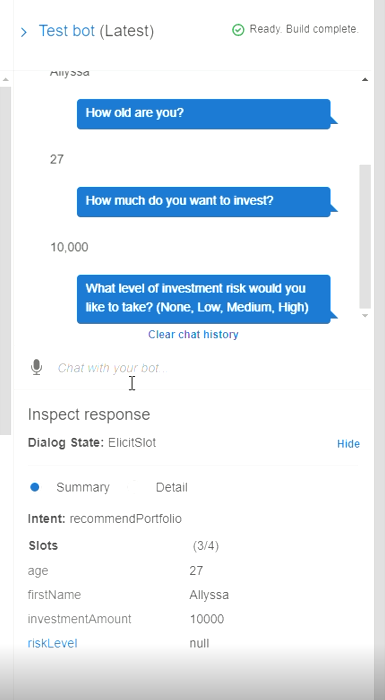 Test bot (Latest)
Ready. Build complete.
Allyssa
How old are you?
27
How much do you want to invest?
10,000
What level of investment risk would you
like to take? (None, Low, Medium, High)
Clear chat history
Chat with your bot..
Inspect response
Dialog State: ElicitSlot
Hide
Summary Detail
Intent: recommendPortfolio
Slots (3/4)
age 27
firstName Allyssa
investmentAmount 10000
riskLevel null